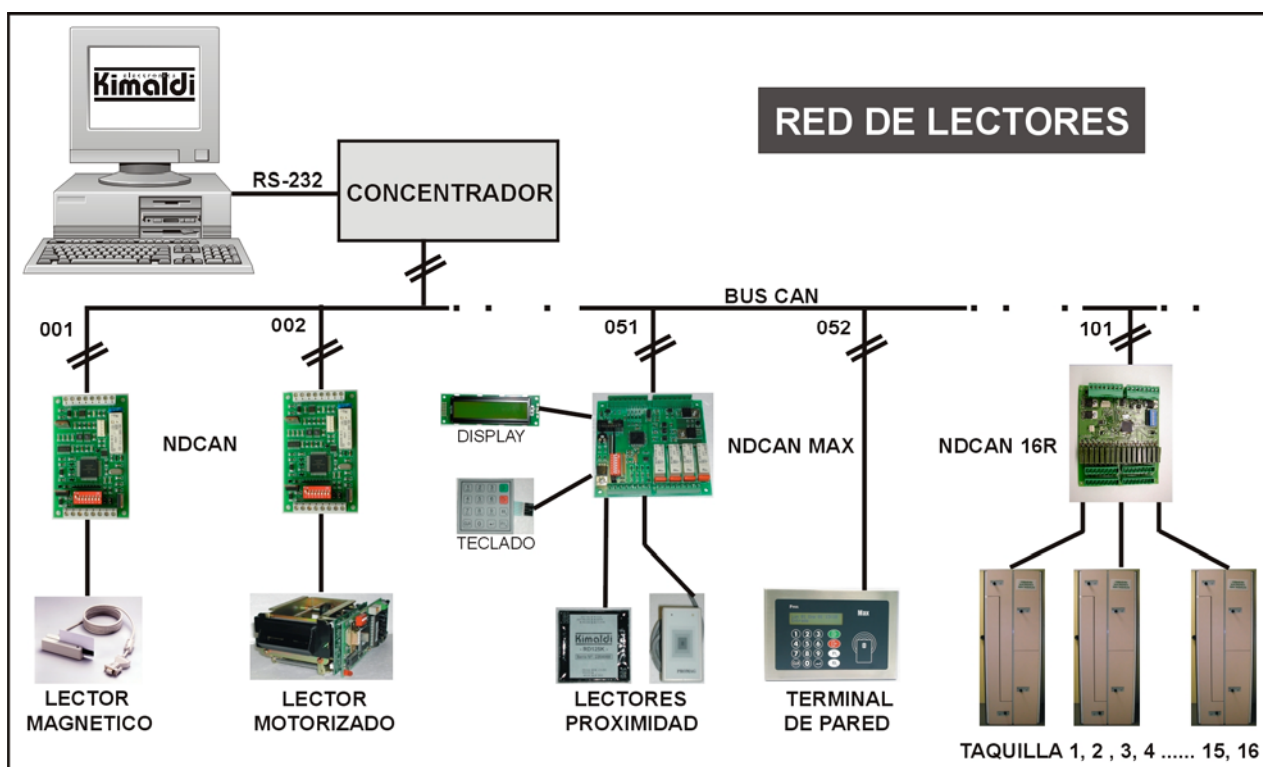 electronics
Kimaldi
RED DE LECTORES
RS-232
CONCENTRADOR
BUS CAN
001
002
051
052
101
DISPLAY
NDCAN
NDCAN MAX
NDCAN 16R
TECLADO
Kimaldi
Max
LECTOR
MAGNETICO
LECTOR
MOTORIZADO
LECTORES
PROXIMIDAD
TERMINAL
DE PARED
TAQUILLA 1, 2 , 3, 4 ...... 15, 16